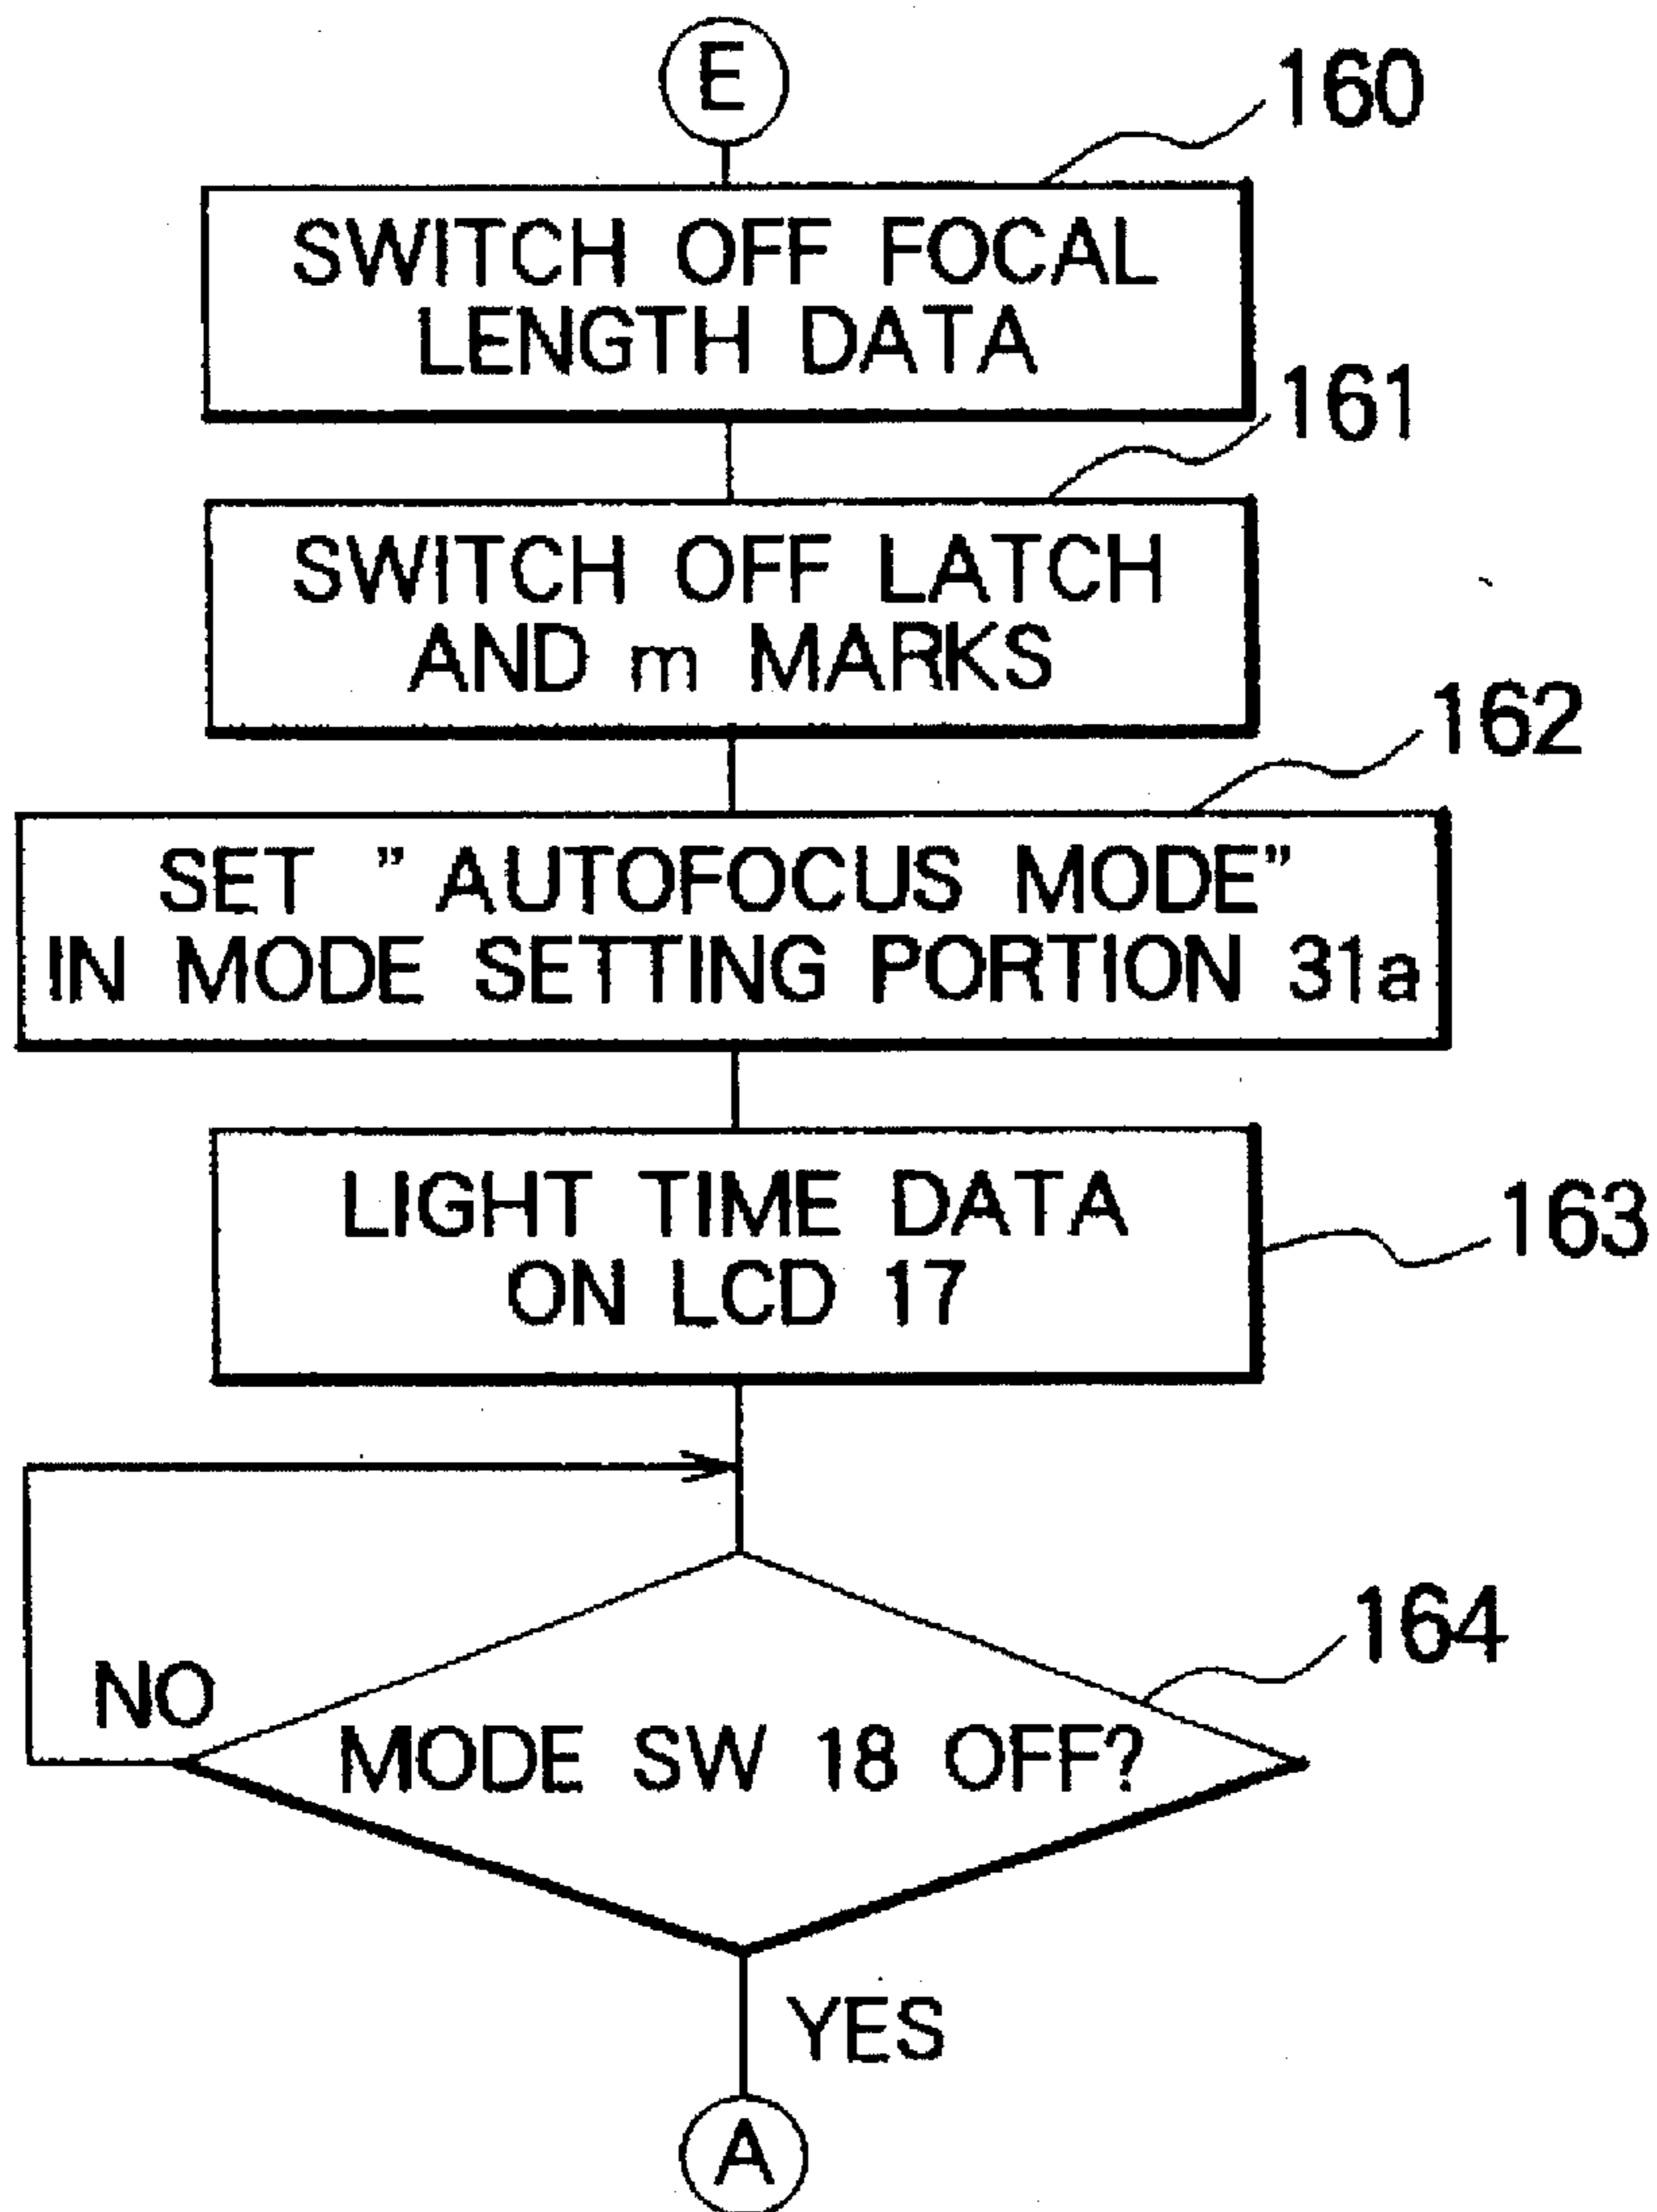 E
160
SWITCH OFF FOCAL
LENGTH DATA
161
SWITCH OFF LATCH
AND m MARKS
162
SET " AUTOFOCUS MODE"
IN MODE SETTING PORTION 31a
LIGHT TIME DATA
ON LCD 17
163
164
NO
MODE SW 18 OFF?
YES
A